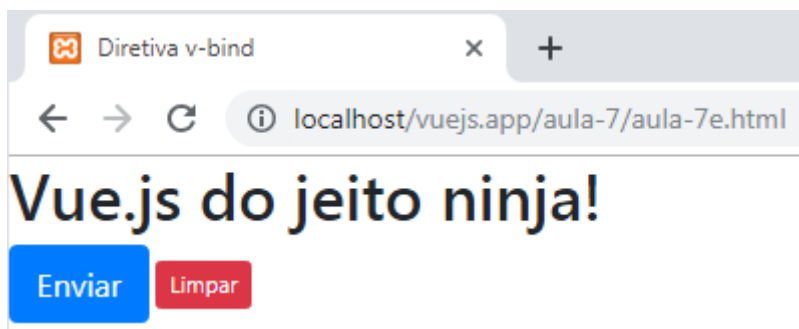 Diretiva v-bind
localhost/vuejs.app/aula-7/aula-7e.html
Vue.js do jeito ninja!
Enviar Limpar